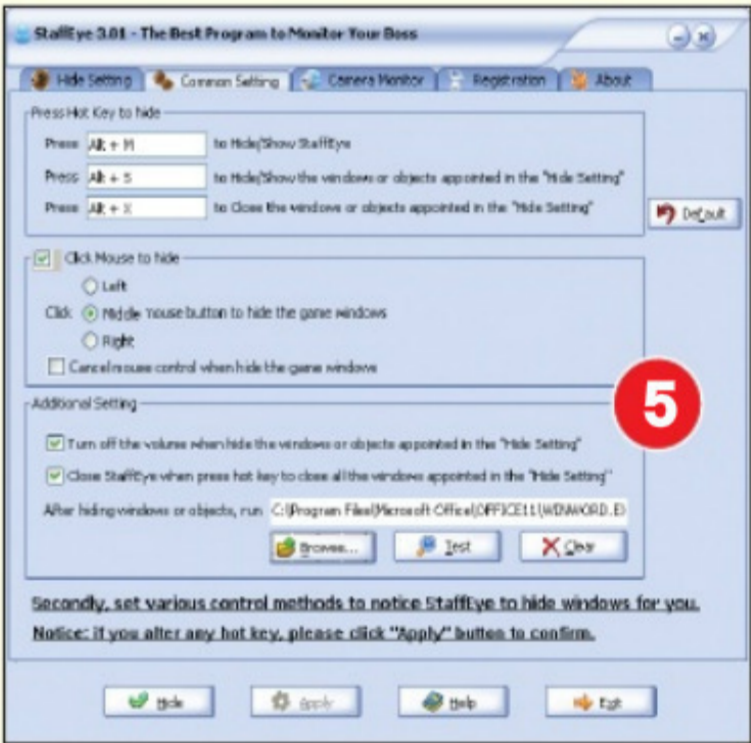 StaffEye 3.01 - The Best Program to Monitor Your Boss
Hide Setting Common Setting Camera Monitor Registration About
Press Hot Key to hide
Press Alt + M to Hide/Show StaffEye
Press Alt + S to Hide/Show the windows or objects appointed in the "Hide Setting"
Press Alt + X to Close the windows or objects appointed in the "Hide Setting"
Default
Click Mouse to hide
Left
Click Middle mouse button to hide the game windows
Right
Cancel mouse control when hide the game windows
5
Additional Setting
Turn off the volume when hide the windows or objects appointed in the "Hide Setting"
Close StaffEye when press hot key to close all the windows appointed in the "Hide Setting"
After hiding windows or objects, run C:\Program Files\Microsoft Office\OFFICE11\WINWORD.EX
Browse... Test Clear
Secondly, set various control methods to notice StaffEye to hide windows for you.
Notice: if you alter any hot key, please click "Apply" button to confirm.
Hide Apply Help Exit